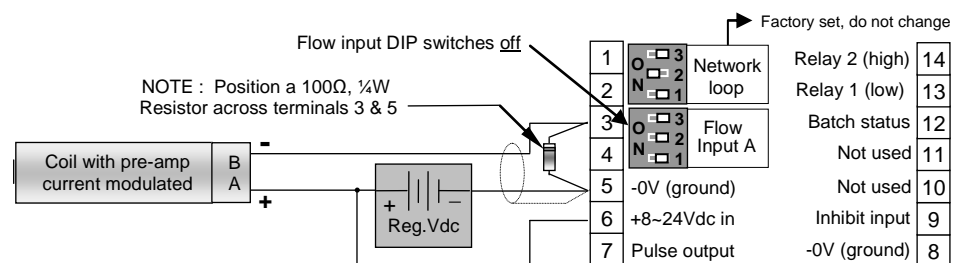 Factory set, do not change
Flow input DIP switches off
NOTE : Position a 100Ω, ¼W
Resistor across terminals 3 & 5
Coil with pre-amp
current modulated
B
A
-
+
+ –
Reg.Vdc
1
2
3
4
5 -0V (ground)
6 +8~24Vdc in
7 Pulse output
O
N
3
2
1
Network
loop
O
N
3
2
1
Flow
Input A
Relay 2 (high) 14
Relay 1 (low) 13
Batch status 12
Not used 11
Not used 10
Inhibit input 9
-0V (ground) 8